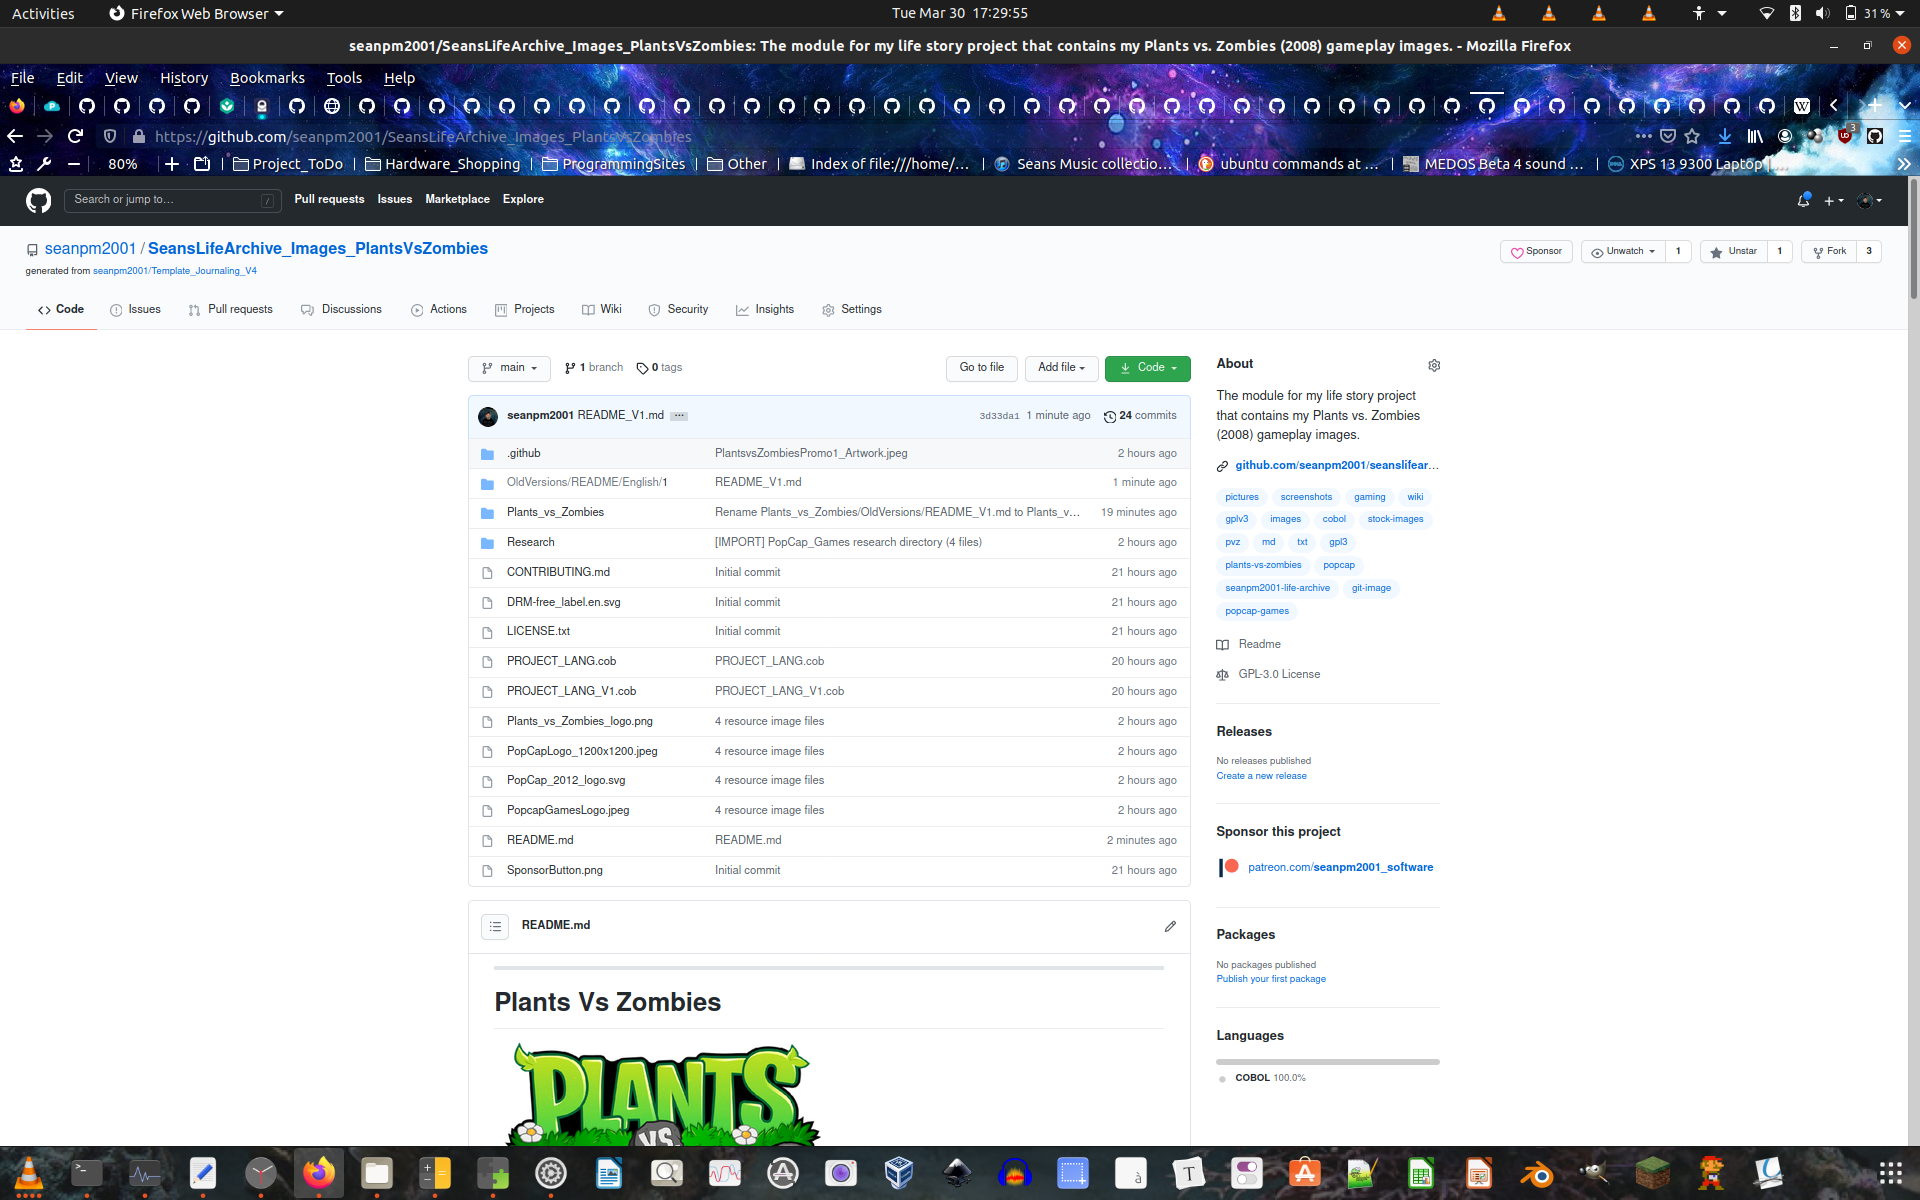 Activities Firefox Web Browser Tue Mar 30 17:29:55 31 %
seanpm2001/SeansLifeArchive_Images_PlantsVsZombies: The module for my life story project that contains my Plants vs. Zombies (2008) gameplay images. - Mozilla Firefox
File Edit View History Bookmarks Tools Help
https://github.com/seanpm2001/SeansLifeArchive_Images_PlantsVsZombies 3
80% Project_ToDo Hardware_Shopping ProgrammingSites Other Index of file:///home/… Seans Music collectio… ubuntu commands at … MEDOS Beta 4 sound … XPS 13 9300 Laptop |…
Search or jump to… / Pull requests Issues Marketplace Explore
seanpm2001 / SeansLifeArchive_Images_PlantsVsZombies Sponsor Unwatch 1 Unstar 1 Fork 3
generated from seanpm2001/Template_Journaling_V4
Code Issues Pull requests Discussions Actions Projects Wiki Security Insights Settings
main 1 branch 0 tags Go to file Add file Code
seanpm2001 README_V1.md … 3d33da1 1 minute ago 24 commits
.github PlantsvsZombiesPromo1_Artwork.jpeg 2 hours ago
OldVersions/README/English/1 README_V1.md 1 minute ago
Plants_vs_Zombies Rename Plants_vs_Zombies/OldVersions/README_V1.md to Plants_v… 19 minutes ago
Research [IMPORT] PopCap_Games research directory (4 files) 2 hours ago
CONTRIBUTING.md Initial commit 21 hours ago
DRM-free_label.en.svg Initial commit 21 hours ago
LICENSE.txt Initial commit 21 hours ago
PROJECT_LANG.cob PROJECT_LANG.cob 20 hours ago
PROJECT_LANG_V1.cob PROJECT_LANG_V1.cob 20 hours ago
Plants_vs_Zombies_logo.png 4 resource image files 2 hours ago
PopCapLogo_1200x1200.jpeg 4 resource image files 2 hours ago
PopCap_2012_logo.svg 4 resource image files 2 hours ago
PopcapGamesLogo.jpeg 4 resource image files 2 hours ago
README.md README.md 2 minutes ago
SponsorButton.png Initial commit 21 hours ago
README.md
Plants Vs Zombies
PLANTS
VS
About
The module for my life story project
that contains my Plants vs. Zombies
(2008) gameplay images.
github.com/seanpm2001/seanslifear…
pictures screenshots gaming wiki
gplv3 images cobol stock-images
pvz md txt gpl3
plants-vs-zombies popcap
seanpm2001-life-archive git-image
popcap-games
Readme
GPL-3.0 License
Releases
No releases published
Create a new release
Sponsor this project
patreon.com/seanpm2001_software
Packages
No packages published
Publish your first package
Languages
COBOL 100.0%